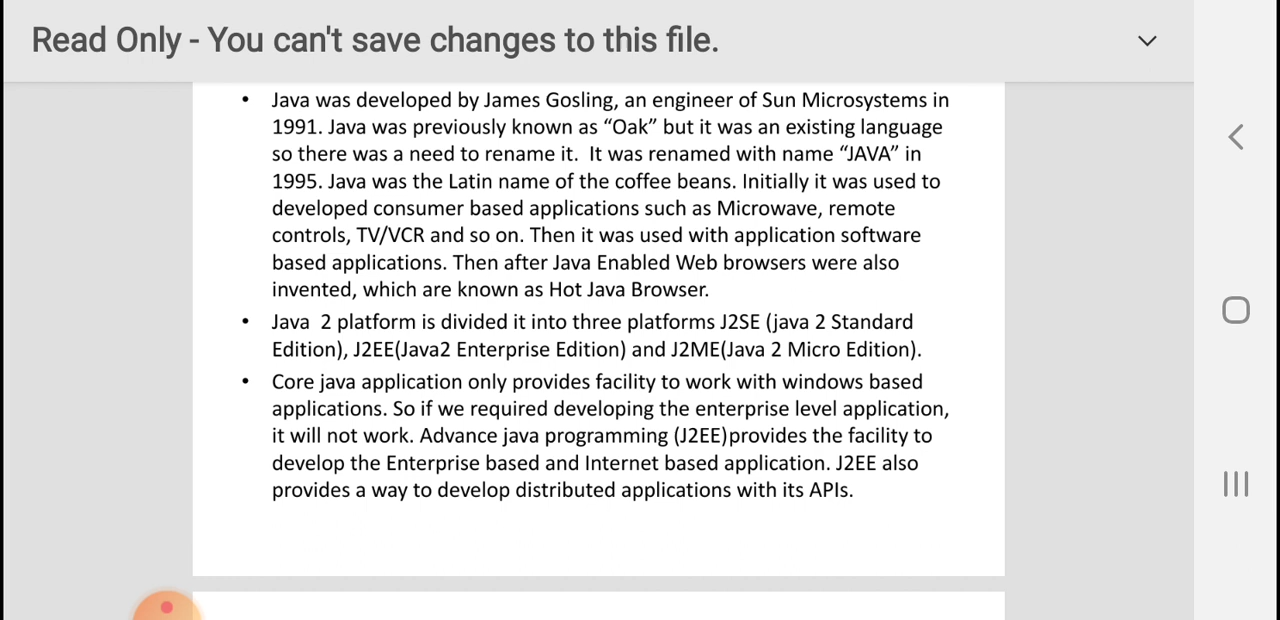 Read Only - You can't save changes to this file.
• Java was developed by James Gosling, an engineer of Sun Microsystems in
1991. Java was previously known as “Oak” but it was an existing language
so there was a need to rename it.  It was renamed with name “JAVA” in
1995. Java was the Latin name of the coffee beans. Initially it was used to
developed consumer based applications such as Microwave, remote
controls, TV/VCR and so on. Then it was used with application software
based applications. Then after Java Enabled Web browsers were also
invented, which are known as Hot Java Browser.
• Java  2 platform is divided it into three platforms J2SE (java 2 Standard
Edition), J2EE(Java2 Enterprise Edition) and J2ME(Java 2 Micro Edition).
• Core java application only provides facility to work with windows based
applications. So if we required developing the enterprise level application,
it will not work. Advance java programming (J2EE)provides the facility to
develop the Enterprise based and Internet based application. J2EE also
provides a way to develop distributed applications with its APIs.